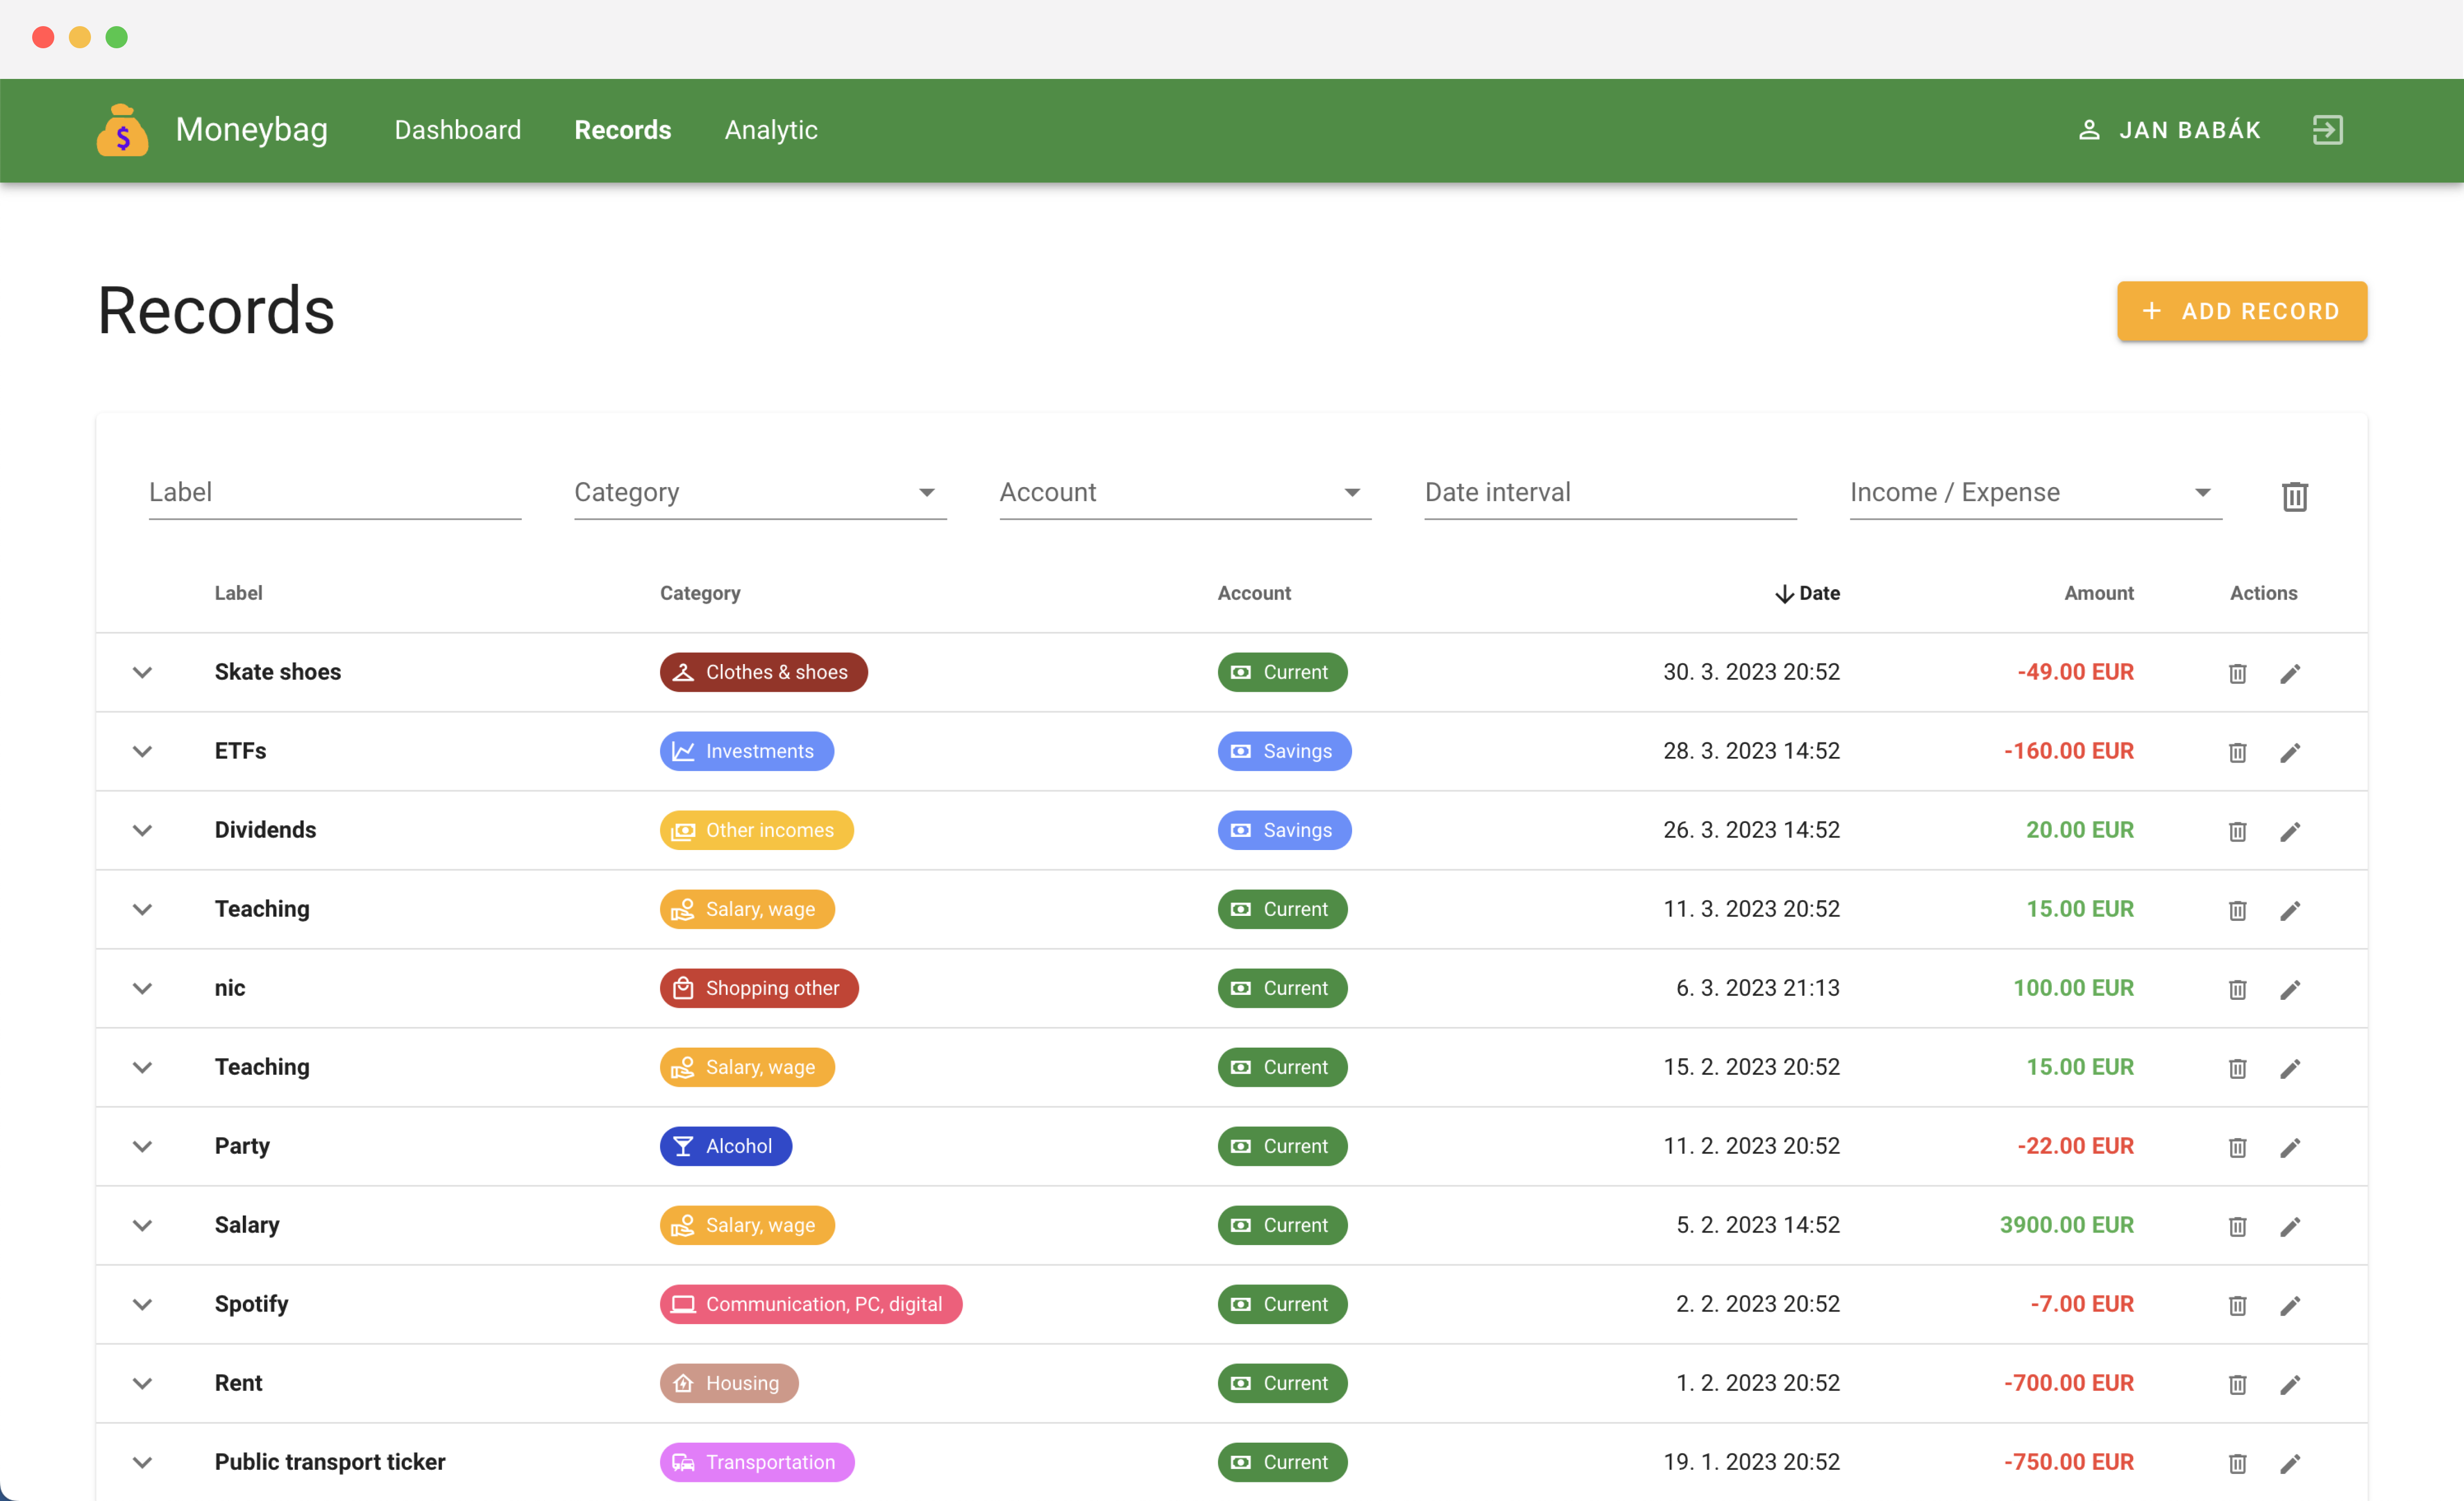 $ Moneybag Dashboard Records Analytic JAN BABÁK
Records
+ ADD RECORD
Label Category Account Date interval Income / Expense
Label Category Account Date Amount Actions
Skate shoes Clothes & shoes Current 30. 3. 2023 20:52 -49.00 EUR
ETFs Investments Savings 28. 3. 2023 14:52 -160.00 EUR
Dividends Other incomes Savings 26. 3. 2023 14:52 20.00 EUR
Teaching Salary, wage Current 11. 3. 2023 20:52 15.00 EUR
nic Shopping other Current 6. 3. 2023 21:13 100.00 EUR
Teaching Salary, wage Current 15. 2. 2023 20:52 15.00 EUR
Party Alcohol Current 11. 2. 2023 20:52 -22.00 EUR
Salary Salary, wage Current 5. 2. 2023 14:52 3900.00 EUR
Spotify Communication, PC, digital Current 2. 2. 2023 20:52 -7.00 EUR
Rent Housing Current 1. 2. 2023 20:52 -700.00 EUR
Public transport ticker Transportation Current 19. 1. 2023 20:52 -750.00 EUR